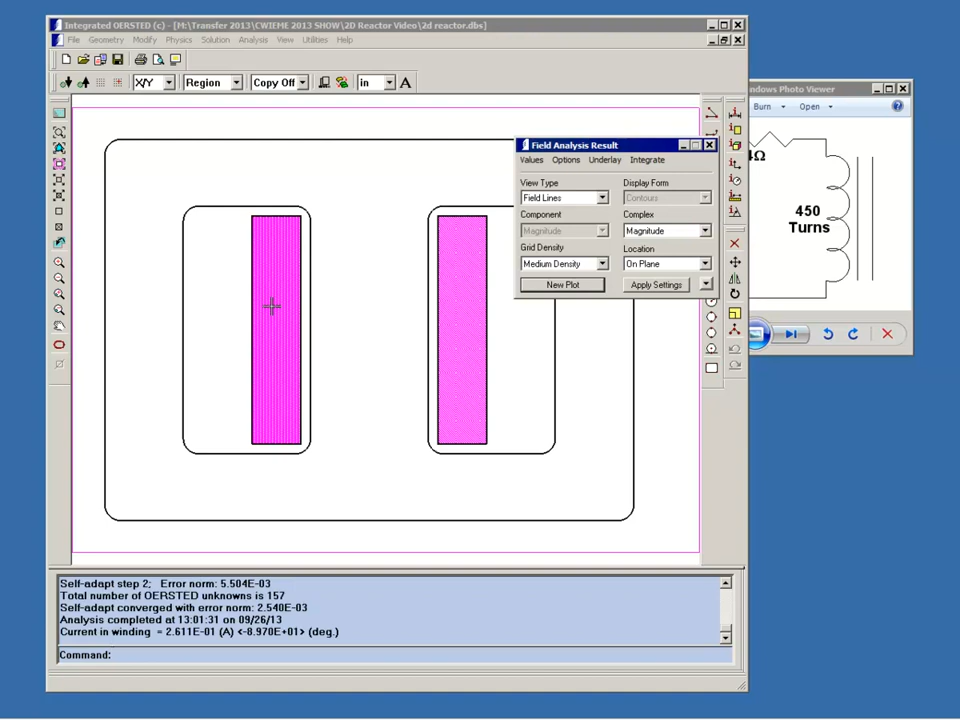 Integrated OERSTED (c) - [M:\Transfer 2013\CWIEME 2013 SHOW\2D Reactor Video\2d reactor.dbs]
File Geometry Modify Physics Solution Analysis View Utilities Help
X/Y Region Copy Off in A
ndows Photo Viewer
Burn Open
Field Analysis Result
Values Options Underlay Integrate
View Type Display Form
Field Lines Contours
Component Complex
Magnitude Magnitude
Grid Density Location
Medium Density On Plane
New Plot Apply Settings
4Ω
450
Turns
Self-adapt step 2; Error norm: 5.504E-03
Total number of OERSTED unknowns is 157
Self-adapt converged with error norm: 2.540E-03
Analysis completed at 13:01:31 on 09/26/13
Current in winding = 2.611E-01 (A) <-8.970E+01> (deg.)
Command: